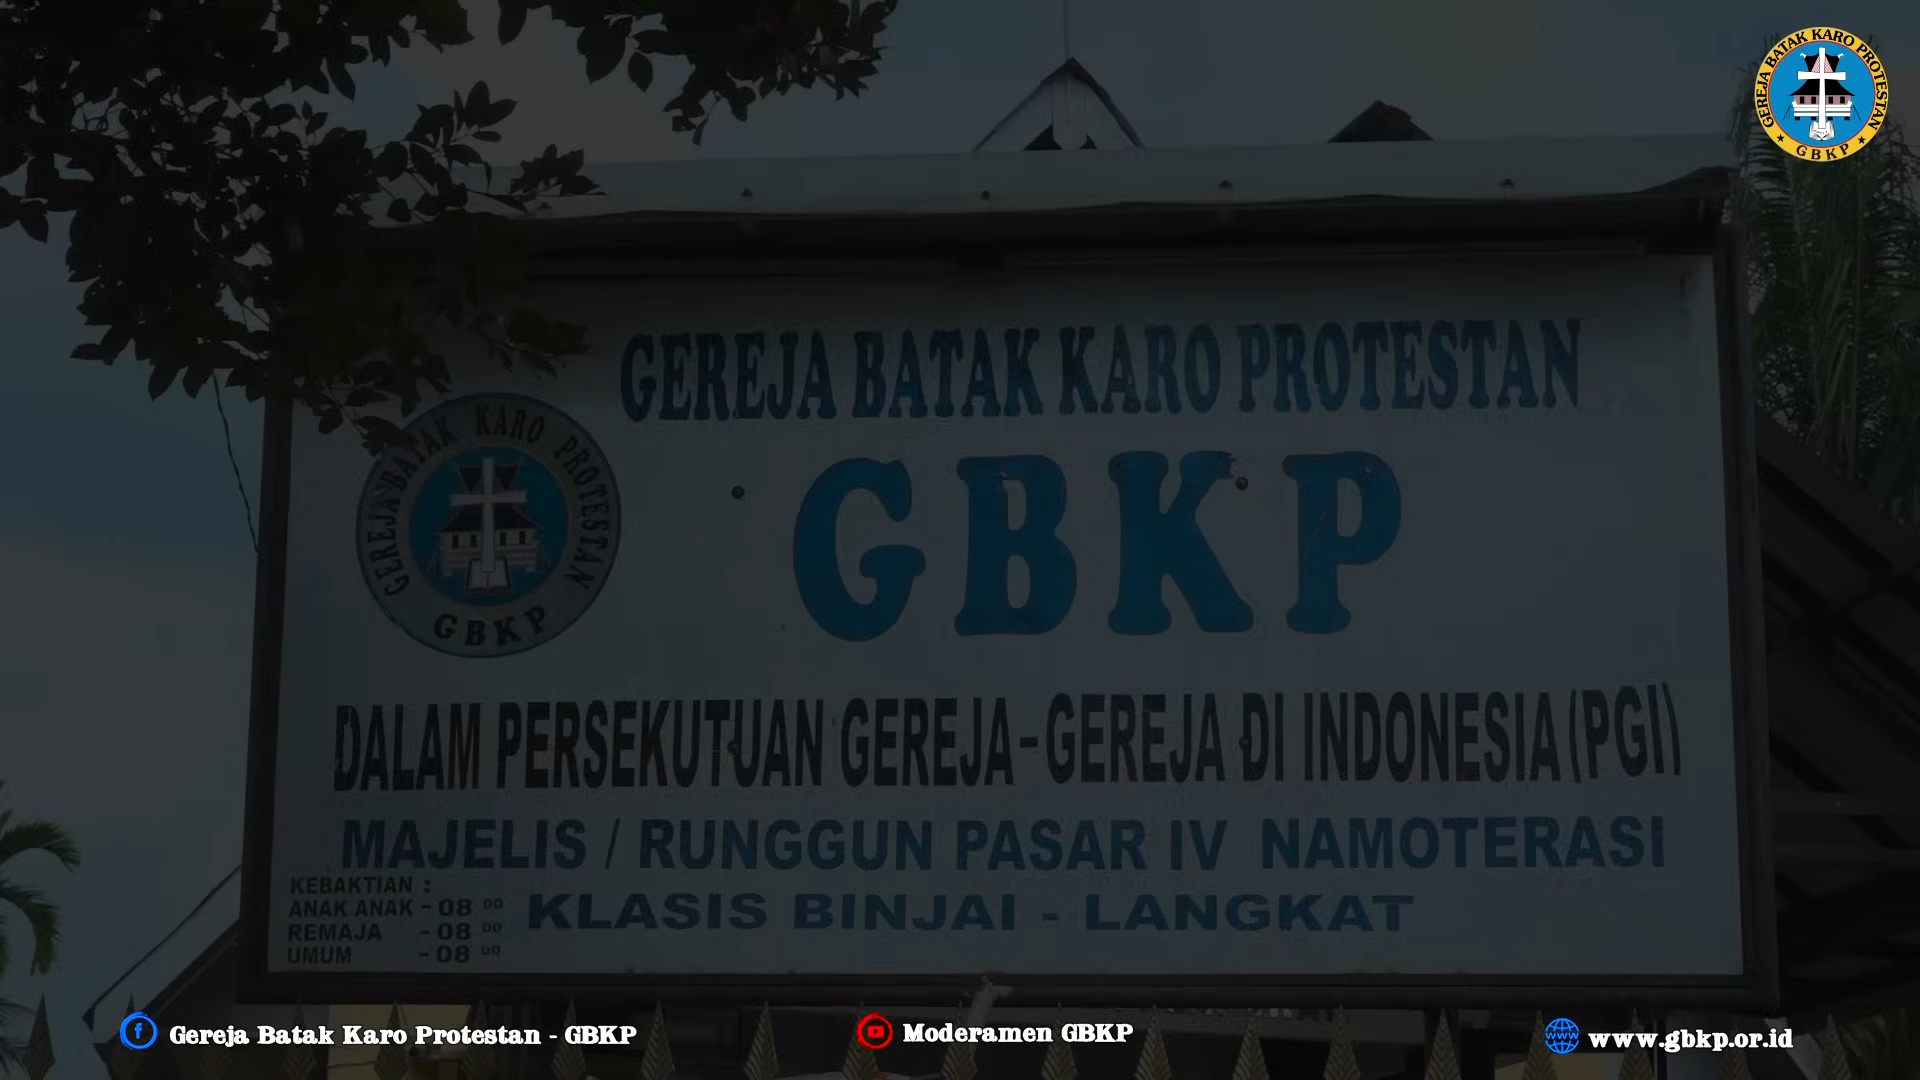 GEREJA BATAK KARO PROTESTAN
GBKP
GEREJA BATAK KARO PROTESTAN
GEREJA BATAK KARO PROTESTAN
GBKP
GBKP
DALAM PERSEKUTUAN GEREJA-GEREJA DI INDONESIA (PGI)
MAJELIS / RUNGGUN PASAR IV NAMOTERASI
KLASIS BINJAI - LANGKAT
KEBAKTIAN :
ANAK ANAK - 08 00
REMAJA - 08 00
UMUM - 08 00
Gereja Batak Karo Protestan - GBKP
Moderamen GBKP
www
www.gbkp.or.id